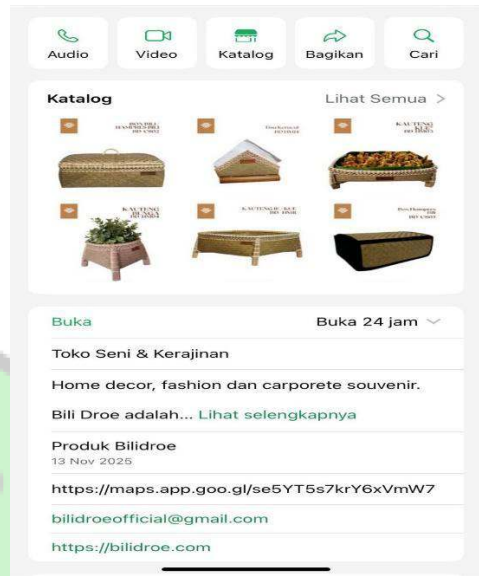 Audio
Video
Katalog
Bagikan
Cari
Katalog
Lihat Semua >
KAUTENG
BUNGA
Buka
Buka 24 jam
Toko Seni & Kerajinan
Home decor, fashion dan carporete souvenir.
Bili Droe adalah... Lihat selengkapnya
Produk Bilidroe
13 Nov 2025
https://maps.app.goo.gl/se5YT5s7krY6xVmW7
bilidroeofficial@gmail.com
https://bilidroe.com